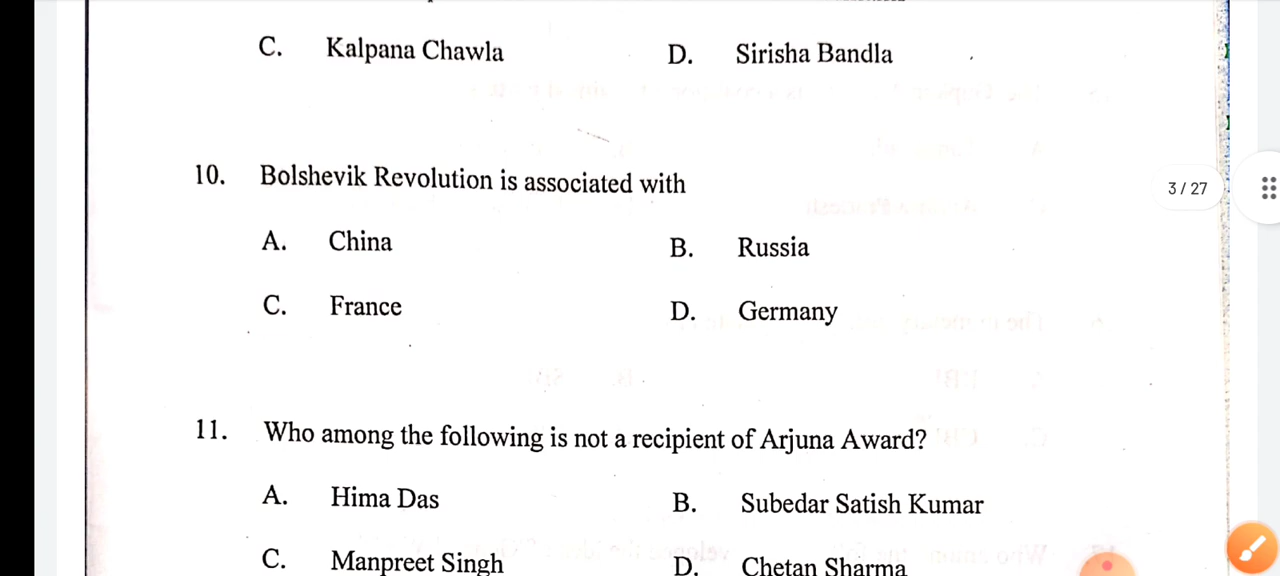 C. Kalpana Chawla D. Sirisha Bandla
10. Bolshevik Revolution is associated with
3 / 27
A. China B. Russia
C. France D. Germany
11. Who among the following is not a recipient of Arjuna Award?
A. Hima Das B. Subedar Satish Kumar
C. Manpreet Singh D. Chetan Sharma